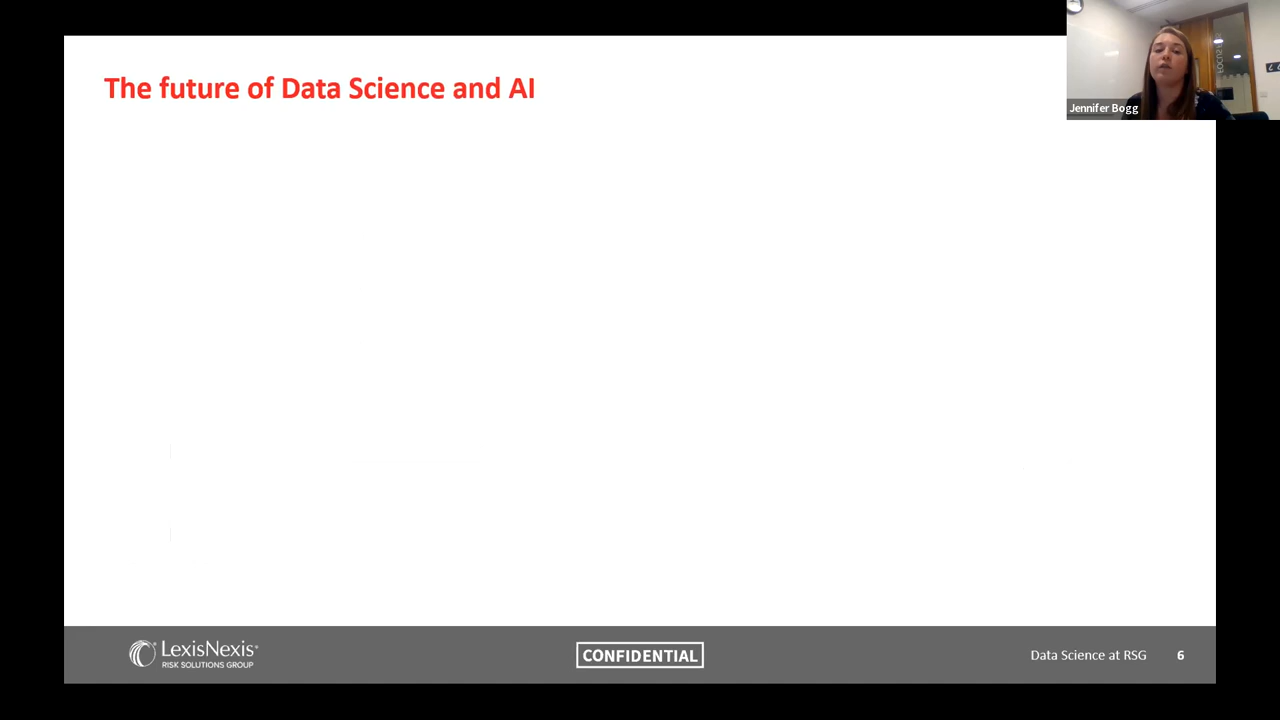 The future of Data Science and AI
Jennifer Bogg
LexisNexis®
RISK SOLUTIONS GROUP
CONFIDENTIAL
Data Science at RSG 6